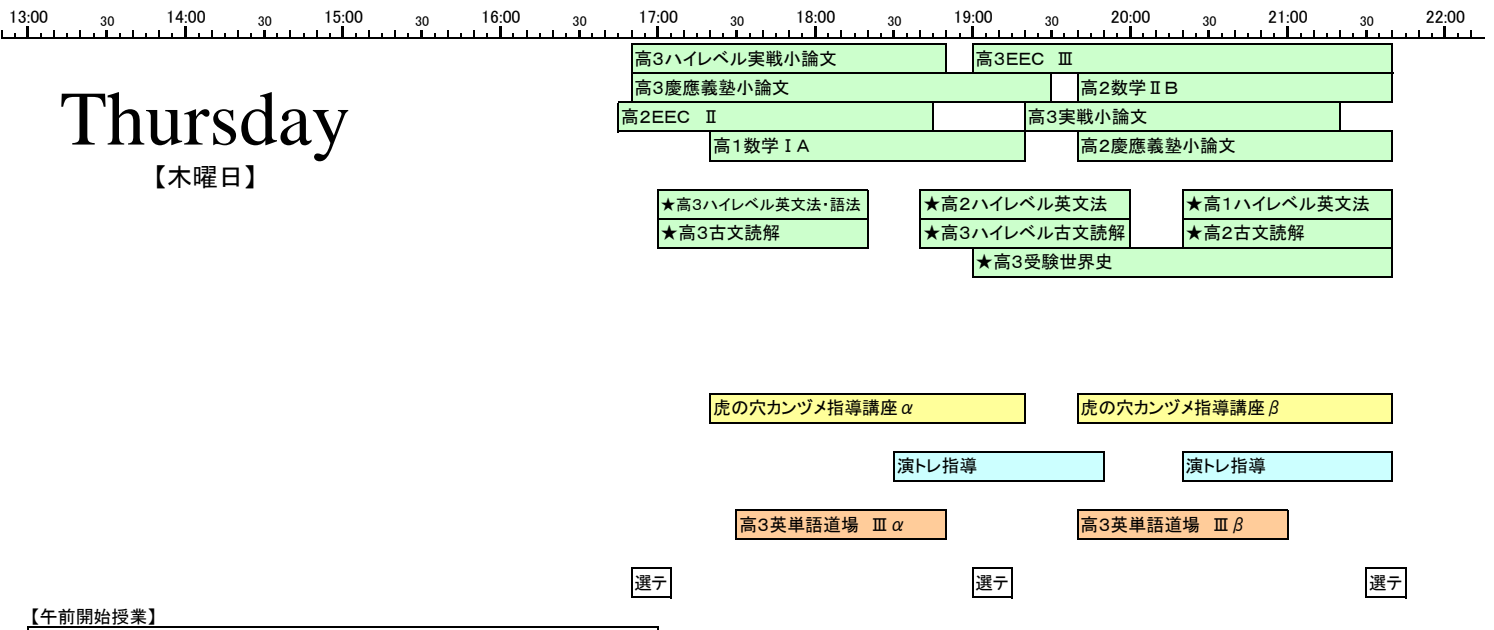 13:00 30 14:00 30 15:00 30 16:00 30 17:00 30 18:00 30 19:00 30 20:00 30 21:00 30 22:00
高3ハイレベル実戦小論文 高3EEC Ⅲ
高3慶應義塾小論文 高2数学ⅡB
高2EEC Ⅱ 高3実戦小論文
高1数学ⅠA 高2慶應義塾小論文
Thursday
【木曜日】
★高3ハイレベル英文法・語法 ★高2ハイレベル英文法 ★高1ハイレベル英文法
★高3古文読解 ★高3ハイレベル古文読解 ★高2古文読解
★高3受験世界史
虎の穴カンヅメ指導講座α 虎の穴カンヅメ指導講座β
演トレ指導 演トレ指導
高3英単語道場 Ⅲα 高3英単語道場 Ⅲβ
選テ 選テ 選テ
【午前開始授業】